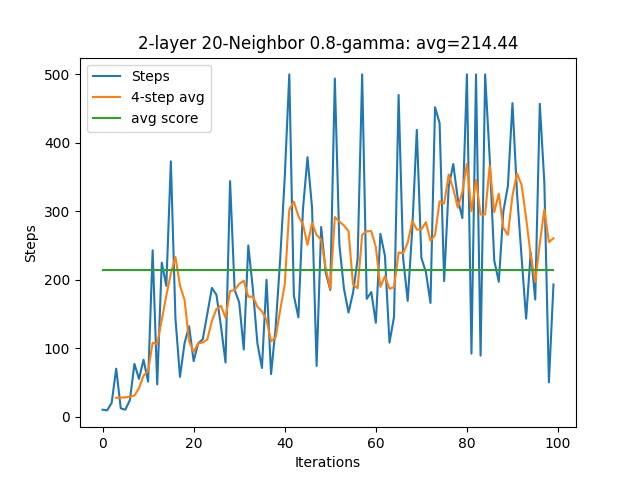 2-layer 20-Neighbor 0.8-gamma: avg=214.44
Steps
4-step avg
avg score
500
400
300
200
100
0
Steps
0 20 40 60 80 100
Iterations